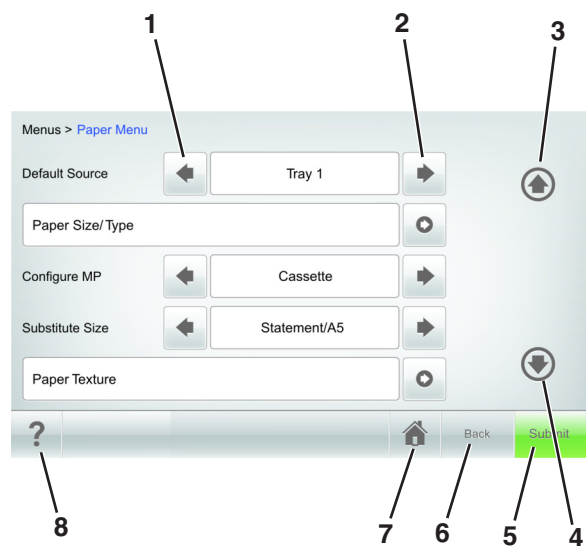 1 2 3
Menus > Paper Menu
Default Source Tray 1
Paper Size/Type
Configure MP Cassette
Substitute Size Statement/A5
Paper Texture
? Back Submit
8 7 6 5 4